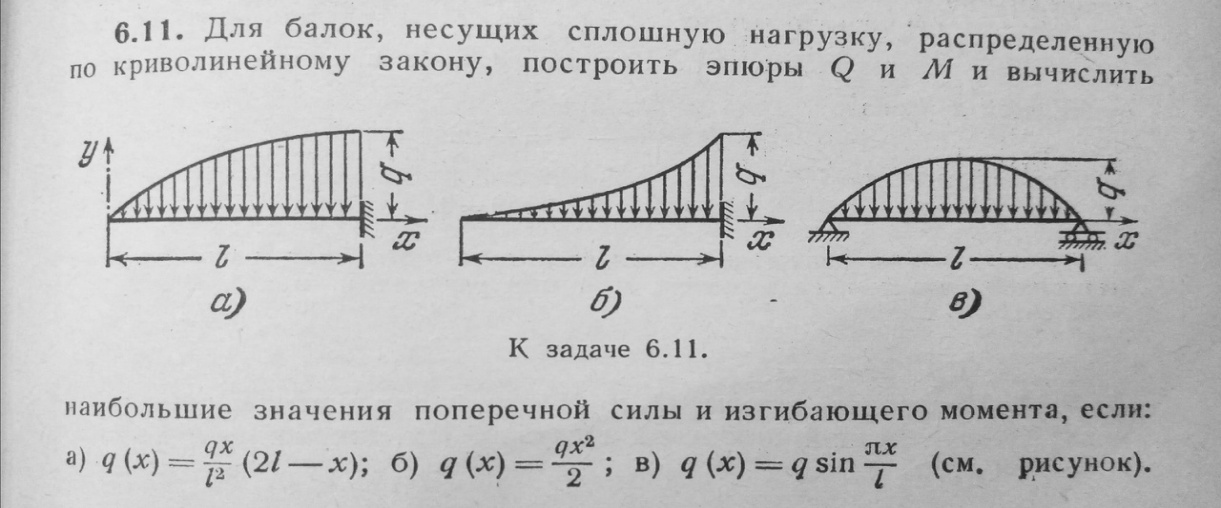 6.11. Для балок, несущих сплошную нагрузку, распределенную
по криволинейному закону, построить эпюры Q и M и вычислить
y q x l а)
q x l б)
q x l в)
К задаче 6.11.
наибольшие значения поперечной силы и изгибающего момента, если:
а) q (x) = qx/l² (2l — x); б) q (x) = qx²/2; в) q (x) = q sin πx/l (см. рисунок).